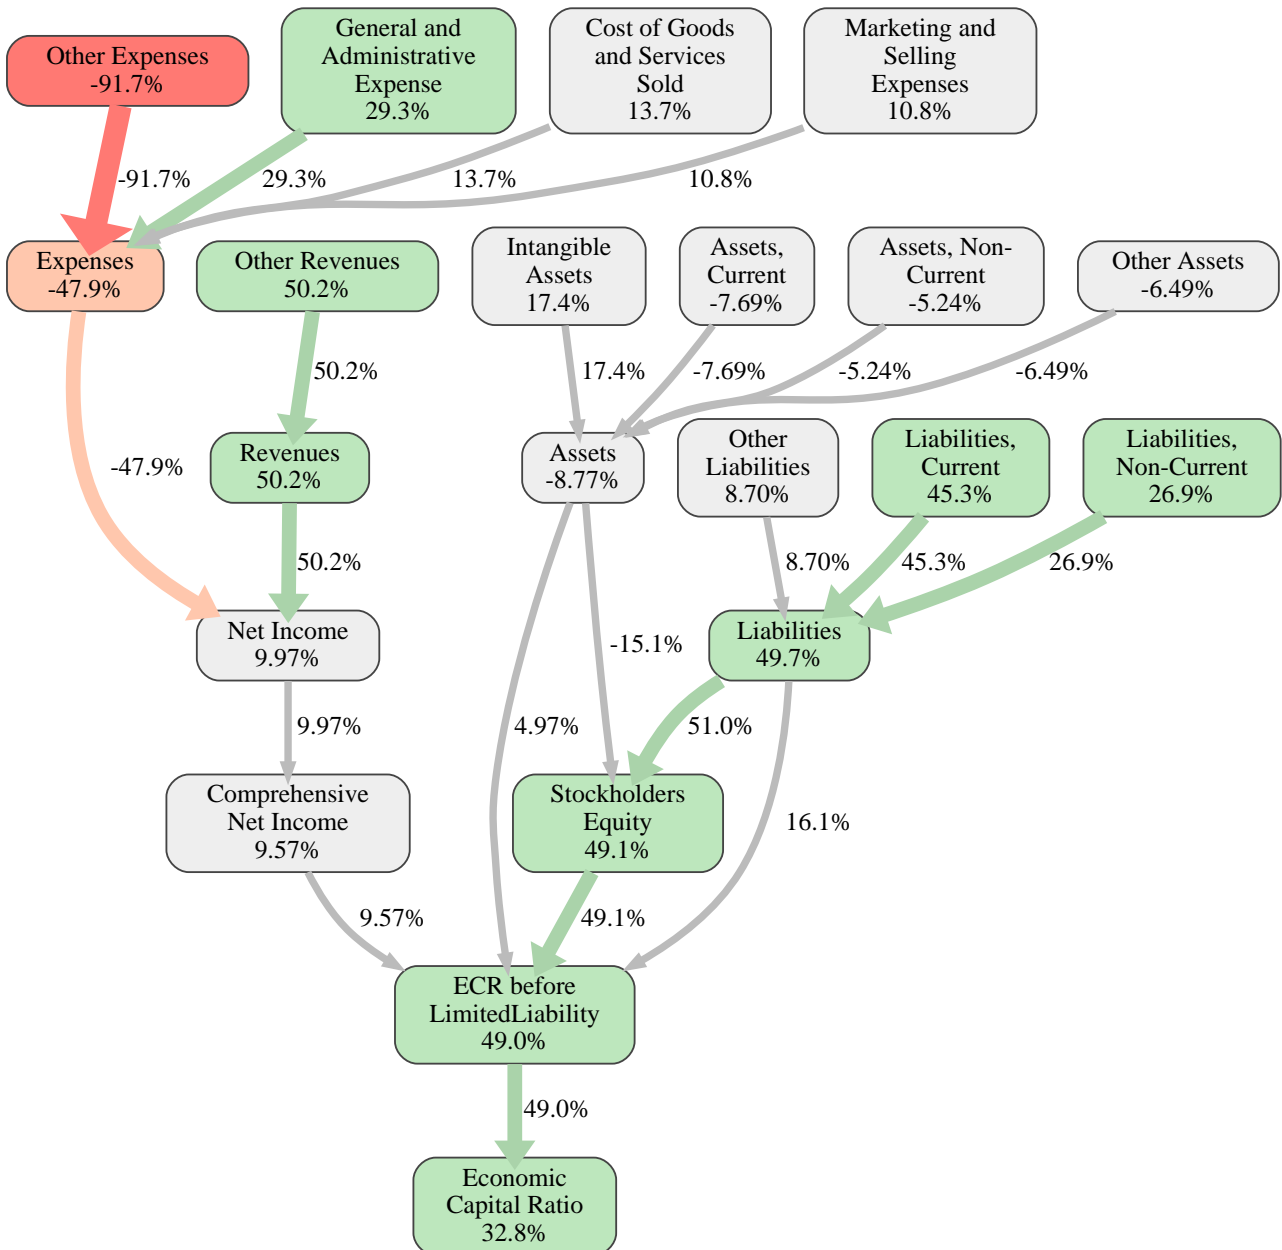 Other Expenses
-91.7%
General and
Administrative
Expense
29.3%
Cost of Goods
and Services
Sold
13.7%
Marketing and
Selling
Expenses
10.8%
-91.7%
29.3%
13.7%
10.8%
Expenses
-47.9%
Other Revenues
50.2%
Intangible
Assets
17.4%
Assets,
Current
-7.69%
Assets, Non-
Current
-5.24%
Other Assets
-6.49%
50.2%
17.4%
-7.69%
-5.24%
-6.49%
-47.9%
Revenues
50.2%
Assets
-8.77%
Other
Liabilities
8.70%
Liabilities,
Current
45.3%
Liabilities,
Non-Current
26.9%
50.2%
8.70%
45.3%
26.9%
Net Income
9.97%
-15.1%
Liabilities
49.7%
9.97%
4.97%
51.0%
Comprehensive
Net Income
9.57%
Stockholders
Equity
49.1%
16.1%
9.57%
49.1%
ECR before
LimitedLiability
49.0%
49.0%
Economic
Capital Ratio
32.8%